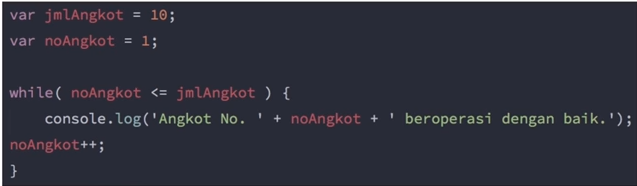 var jmlAngkot = 10;
var noAngkot = 1;
while( noAngkot <= jmlAngkot ) {
console.log('Angkot No. ' + noAngkot + ' beroperasi dengan baik.');
noAngkot++;
}